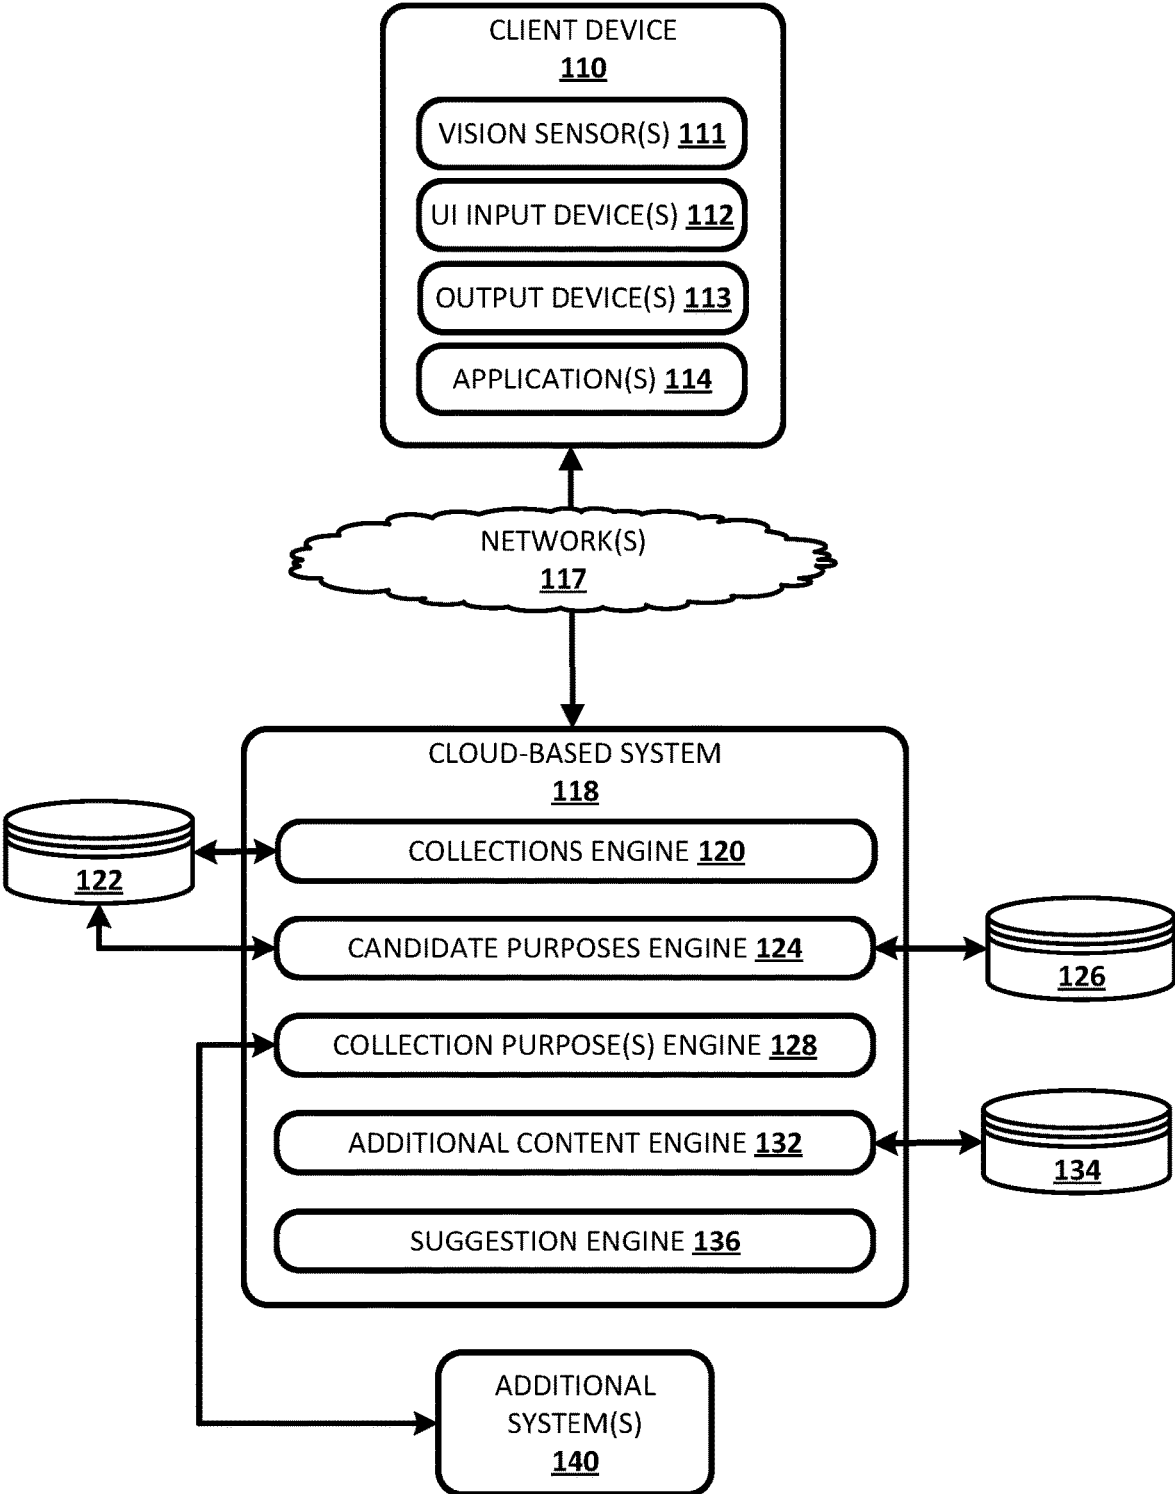 CLIENT DEVICE
110
VISION SENSOR(S) 111
UI INPUT DEVICE(S) 112
OUTPUT DEVICE(S) 113
APPLICATION(S) 114
NETWORK(S)
117
CLOUD-BASED SYSTEM
118
COLLECTIONS ENGINE 120
122
CANDIDATE PURPOSES ENGINE 124
126
COLLECTION PURPOSE(S) ENGINE 128
ADDITIONAL CONTENT ENGINE 132
134
SUGGESTION ENGINE 136
ADDITIONAL
SYSTEM(S)
140